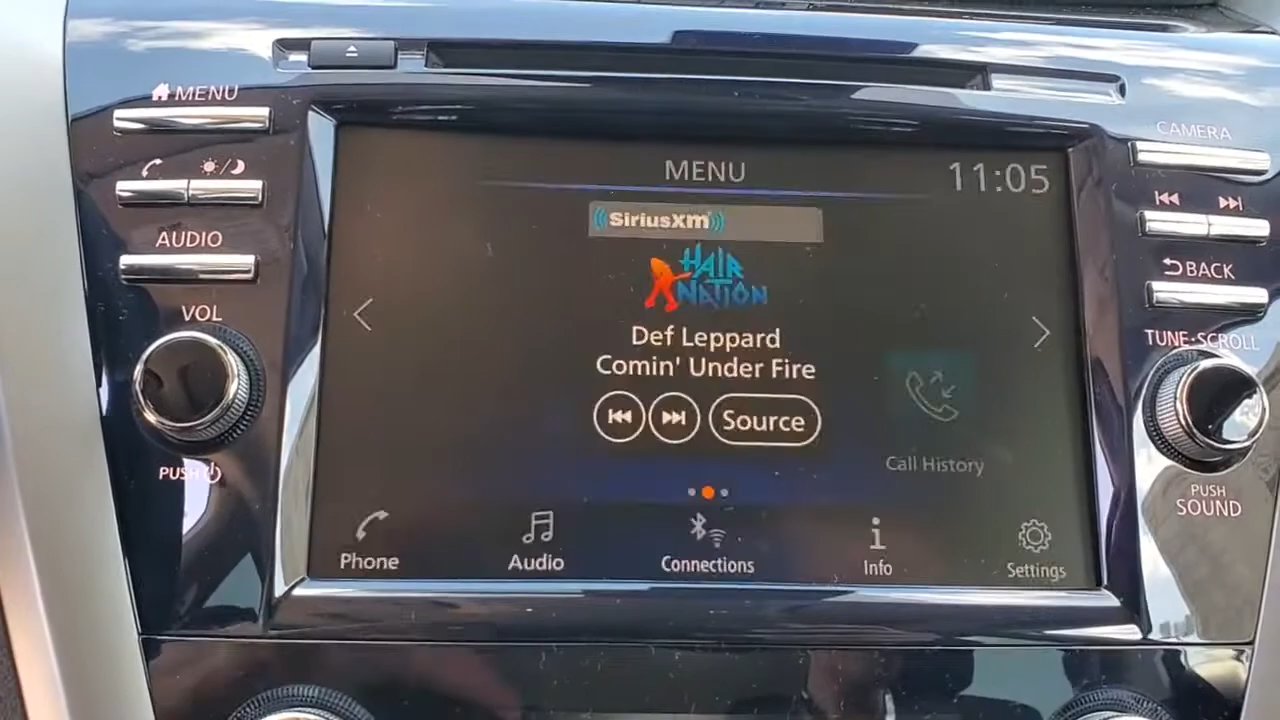 MENU
AUDIO
VOL
PUSH
MENU
11:05
SiriusXM
HAIR
NATION
Def Leppard
Comin' Under Fire
Source
Call History
Phone
Audio
Connections
Info
Settings
CAMERA
BACK
TUNE·SCROLL
PUSH
SOUND